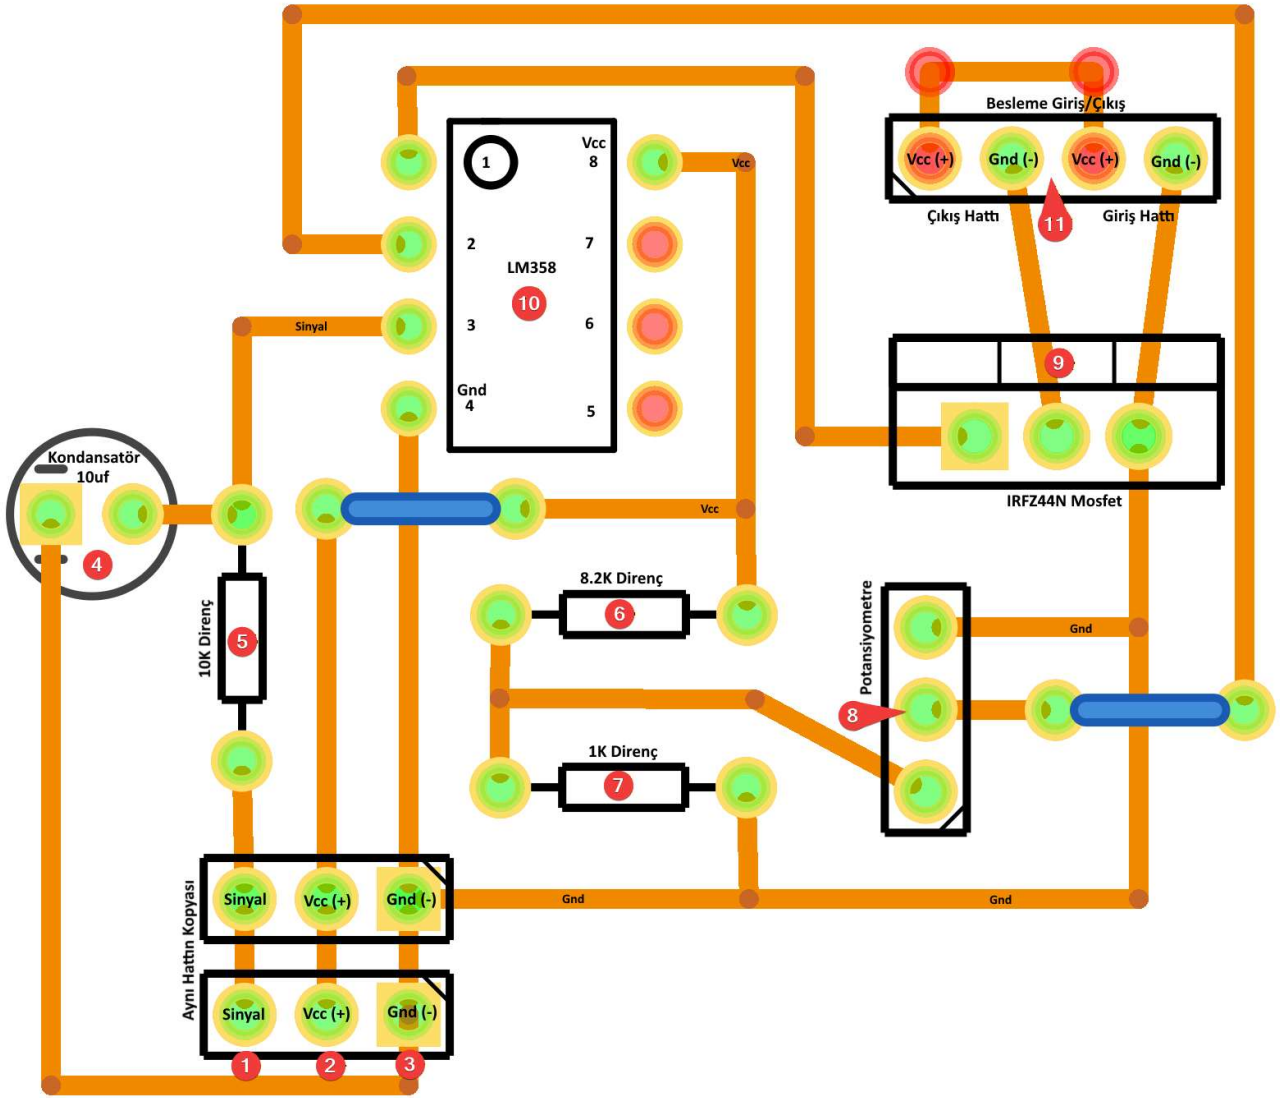 Besleme Giriş/Çıkış
Vcc (+)
Gnd (-)
Vcc (+)
Gnd (-)
Çıkış Hattı
Giriş Hattı
11
1
Vcc
8
Vcc
2
7
LM358
10
3
6
Sinyal
Gnd
4
5
9
IRFZ44N Mosfet
Kondansatör
10uf
4
Vcc
8.2K Direnç
6
10K Direnç
5
Potansiyometre
Gnd
8
1K Direnç
7
Aynı Hattın Kopyası
Sinyal
Vcc (+)
Gnd (-)
Gnd
Gnd
Sinyal
Vcc (+)
Gnd (-)
1
2
3